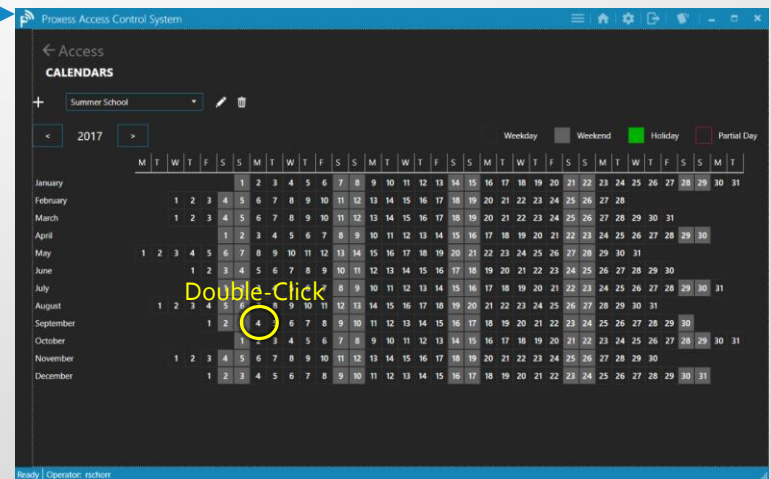 Proxess Access Control System
Access
CALENDARS
+ Summer School
< 2017 >
Weekday Weekend Holiday Partial Day
M T W T F S S M T W T F S S M T W T F S S M T W T F S S M T W T F S S M T
January 1 2 3 4 5 6 7 8 9 10 11 12 13 14 15 16 17 18 19 20 21 22 23 24 25 26 27 28 29 30 31
February 1 2 3 4 5 6 7 8 9 10 11 12 13 14 15 16 17 18 19 20 21 22 23 24 25 26 27 28
March 1 2 3 4 5 6 7 8 9 10 11 12 13 14 15 16 17 18 19 20 21 22 23 24 25 26 27 28 29 30 31
April 1 2 3 4 5 6 7 8 9 10 11 12 13 14 15 16 17 18 19 20 21 22 23 24 25 26 27 28 29 30
May 1 2 3 4 5 6 7 8 9 10 11 12 13 14 15 16 17 18 19 20 21 22 23 24 25 26 27 28 29 30 31
June 1 2 3 4 5 6 7 8 9 10 11 12 13 14 15 16 17 18 19 20 21 22 23 24 25 26 27 28 29 30
July 8 9 10 11 12 13 14 15 16 17 18 19 20 21 22 23 24 25 26 27 28 29 30 31
Double-Click
August 1 2 3 4 5 6 8 9 10 11 12 13 14 15 16 17 18 19 20 21 22 23 24 25 26 27 28 29 30 31
September 1 2 4 6 7 8 9 10 11 12 13 14 15 16 17 18 19 20 21 22 23 24 25 26 27 28 29 30
October 1 2 3 4 5 6 7 8 9 10 11 12 13 14 15 16 17 18 19 20 21 22 23 24 25 26 27 28 29 30 31
November 1 2 3 4 5 6 7 8 9 10 11 12 13 14 15 16 17 18 19 20 21 22 23 24 25 26 27 28 29 30
December 1 2 3 4 5 6 7 8 9 10 11 12 13 14 15 16 17 18 19 20 21 22 23 24 25 26 27 28 29 30 31
Ready Operator: rschorr